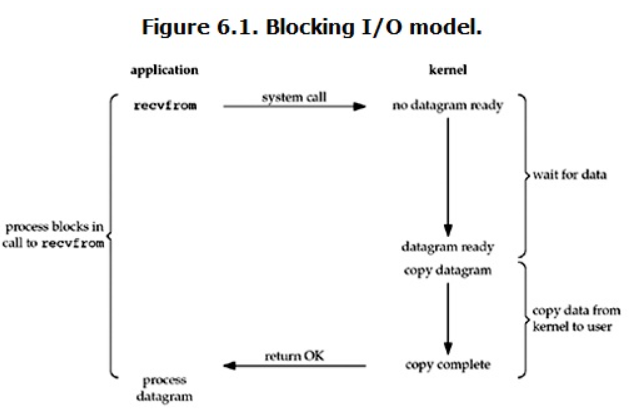 Figure 6.1. Blocking I/O model.
application
kernel
recvfrom
system call
no datagram ready
wait for data
process blocks in
call to recvfrom
datagram ready
copy datagram
copy data from
kernel to user
return OK
copy complete
process
datagram